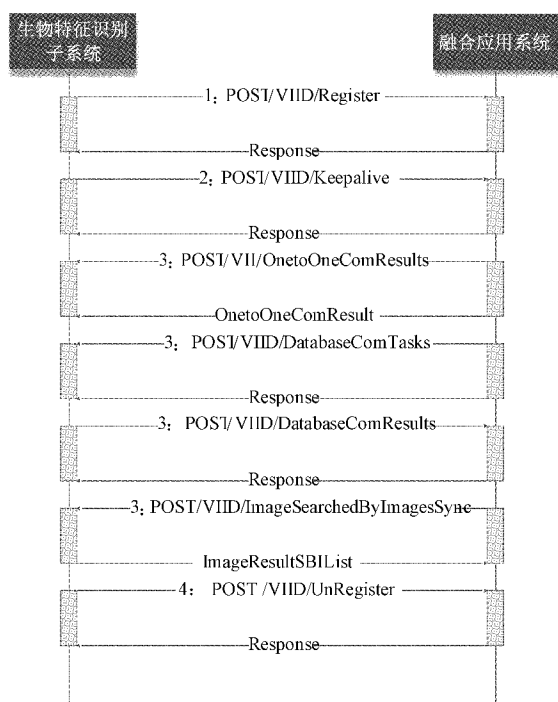 生物特征识别
子系统
融合应用系统
1: POST/VIID/Register
Response
2: POST/VIID/Keepalive
Response
3: POST/VII/OnetoOneComResults
OnetoOneComResult
3: POST/VIID/DatabaseComTasks
Response
3: POST/VIID/DatabaseComResults
Response
3: POST/VIID/ImageSearchedByImagesSync
ImageResultSBIList
4: POST /VIID/UnRegister
Response